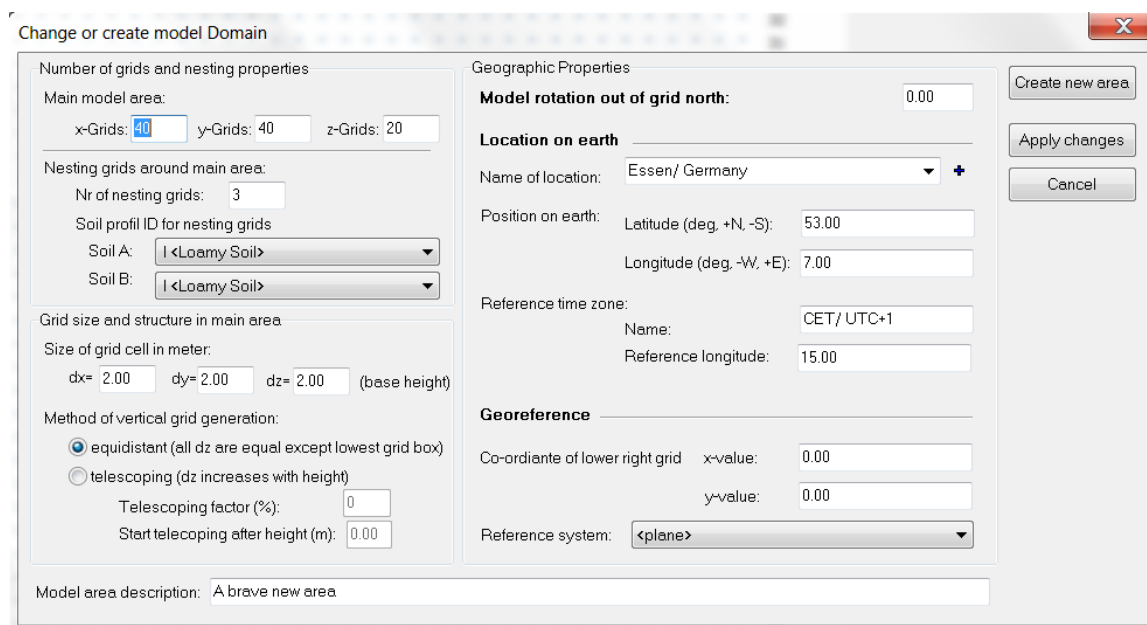 Change or create model Domain
X
Number of grids and nesting properties
Main model area:
x-Grids: 40 y-Grids: 40 z-Grids: 20
Nesting grids around main area:
Nr of nesting grids: 3
Soil profil ID for nesting grids
Soil A: l <Loamy Soil>
Soil B: l <Loamy Soil>
Grid size and structure in main area
Size of grid cell in meter:
dx= 2.00 dy= 2.00 dz= 2.00 (base height)
Method of vertical grid generation:
equidistant (all dz are equal except lowest grid box)
telescoping (dz increases with height)
Telescoping factor (%): 0
Start telecoping after height (m): 0.00
Geographic Properties
Model rotation out of grid north: 0.00
Location on earth
Name of location: Essen/ Germany +
Position on earth: Latitude (deg, +N, -S): 53.00
Longitude (deg, -W, +E): 7.00
Reference time zone:
Name: CET/ UTC+1
Reference longitude: 15.00
Georeference
Co-ordiante of lower right grid x-value: 0.00
y-value: 0.00
Reference system: <plane>
Create new area
Apply changes
Cancel
Model area description: A brave new area